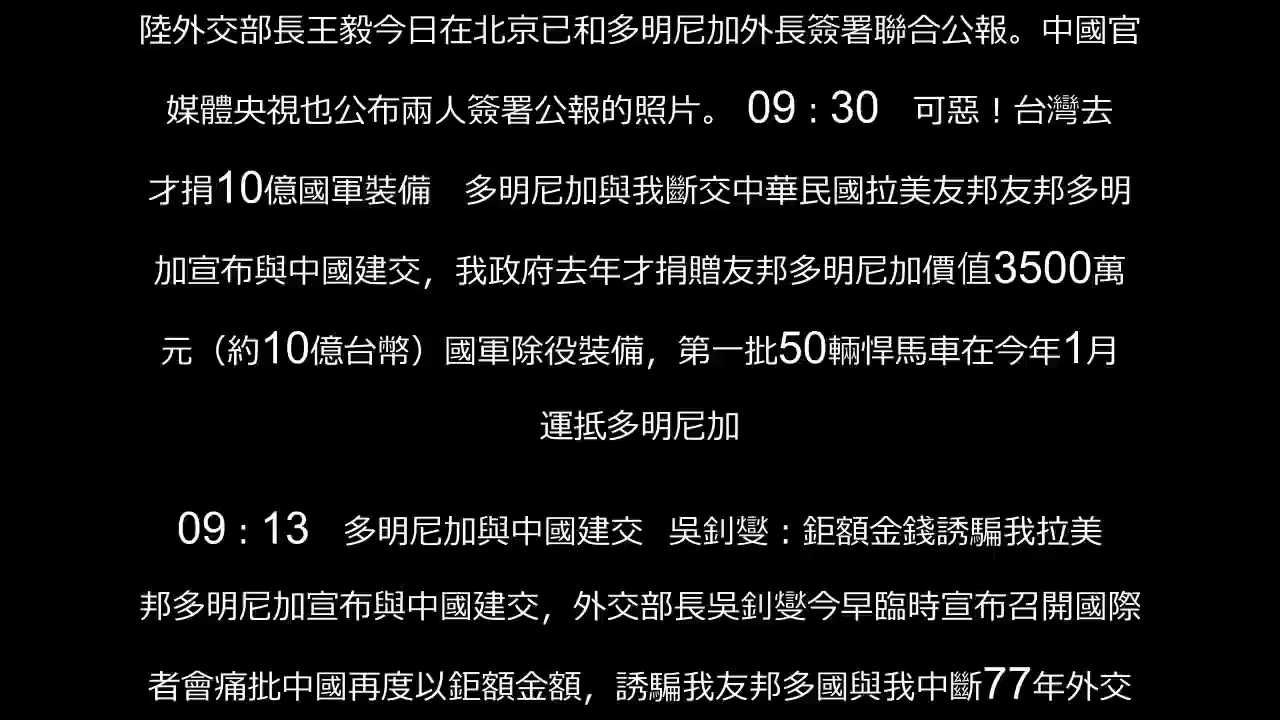 陸外交部長王毅今日在北京已和多明尼加外長簽署聯合公報。中國官
媒體央視也公布兩人簽署公報的照片。 09：30　可惡！台灣去
才捐10億國軍裝備　多明尼加與我斷交中華民國拉美友邦友邦多明
加宣布與中國建交，我政府去年才捐贈友邦多明尼加價值3500萬
元（約10億台幣）國軍除役裝備，第一批50輛悍馬車在今年1月
運抵多明尼加
09：13　多明尼加與中國建交 吳釗燮：鉅額金錢誘騙我拉美
邦多明尼加宣布與中國建交，外交部長吳釗燮今早臨時宣布召開國際
者會痛批中國再度以鉅額金額，誘騙我友邦多國與我中斷77年外交